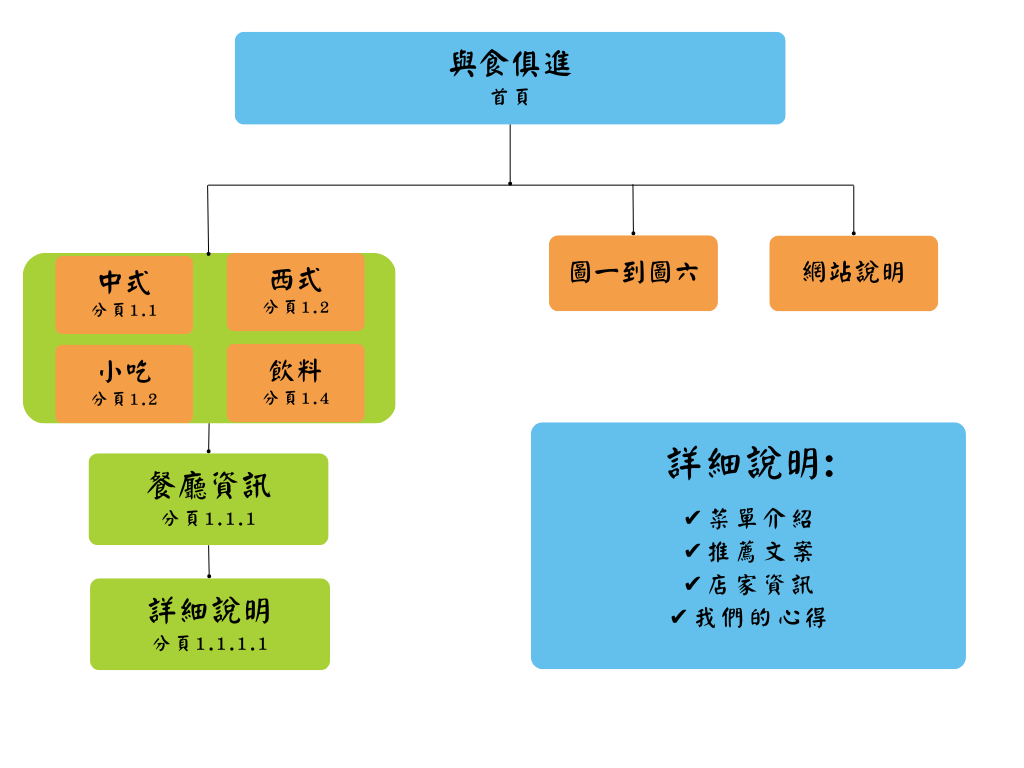 與食俱進
首頁
中式
分頁1.1
西式
分頁1.2
小吃
分頁1.2
飲料
分頁1.4
圖一到圖六
網站說明
餐廳資訊
分頁1.1.1
詳細說明
分頁1.1.1.1
詳細說明:
✔菜單介紹
✔推薦文案
✔店家資訊
✔我們的心得